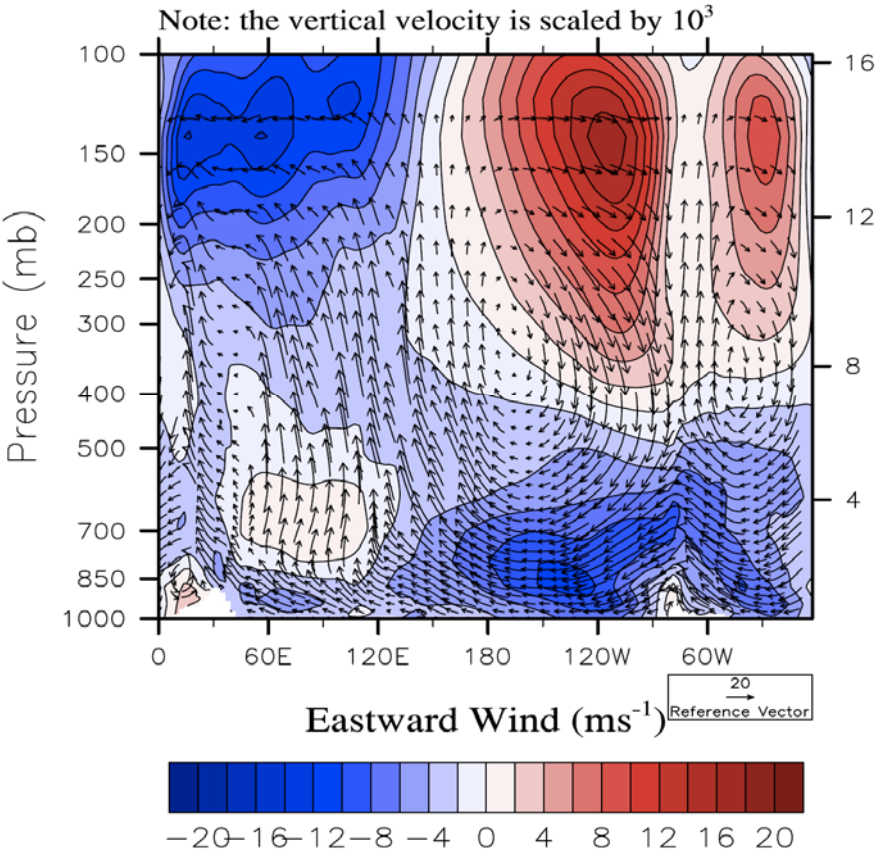 Note: the vertical velocity is scaled by 10³
100
150
200
250
300
400
500
700
850
1000
Pressure (mb)
16
12
8
4
0 60E 120E 180 120W 60W
20
Reference Vector
Eastward Wind (ms⁻¹)
−20 −16 −12 −8 −4 0 4 8 12 16 20